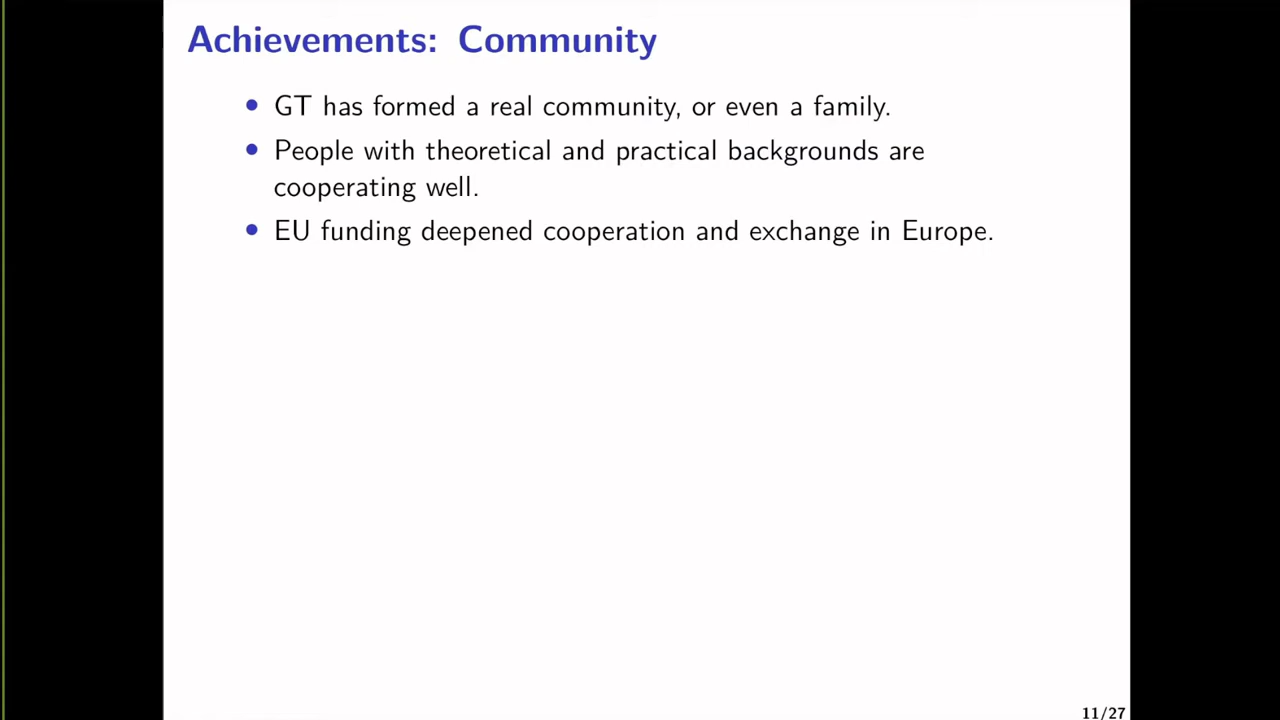 Achievements: Community
• GT has formed a real community, or even a family.
• People with theoretical and practical backgrounds are
cooperating well.
• EU funding deepened cooperation and exchange in Europe.
11/27